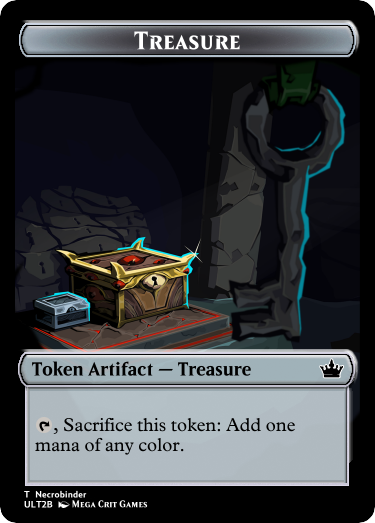 Treasure
Token Artifact — Treasure
, Sacrifice this token: Add one
mana of any color.
T Necrobinder
ULT2B Mega Crit Games